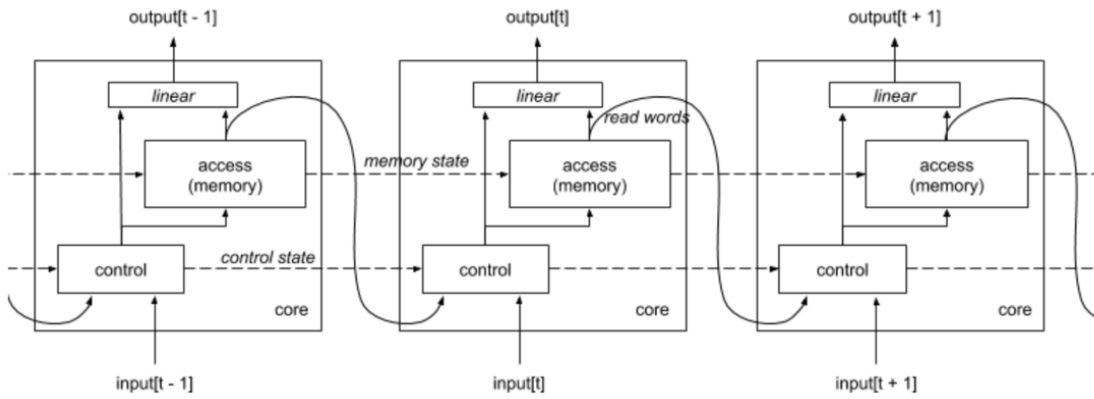 output[t - 1]
output[t]
output[t + 1]
linear
linear
linear
read words
access
(memory)
memory state
access
(memory)
access
(memory)
control
control state
control
control
core
core
core
input[t - 1]
input[t]
input[t + 1]